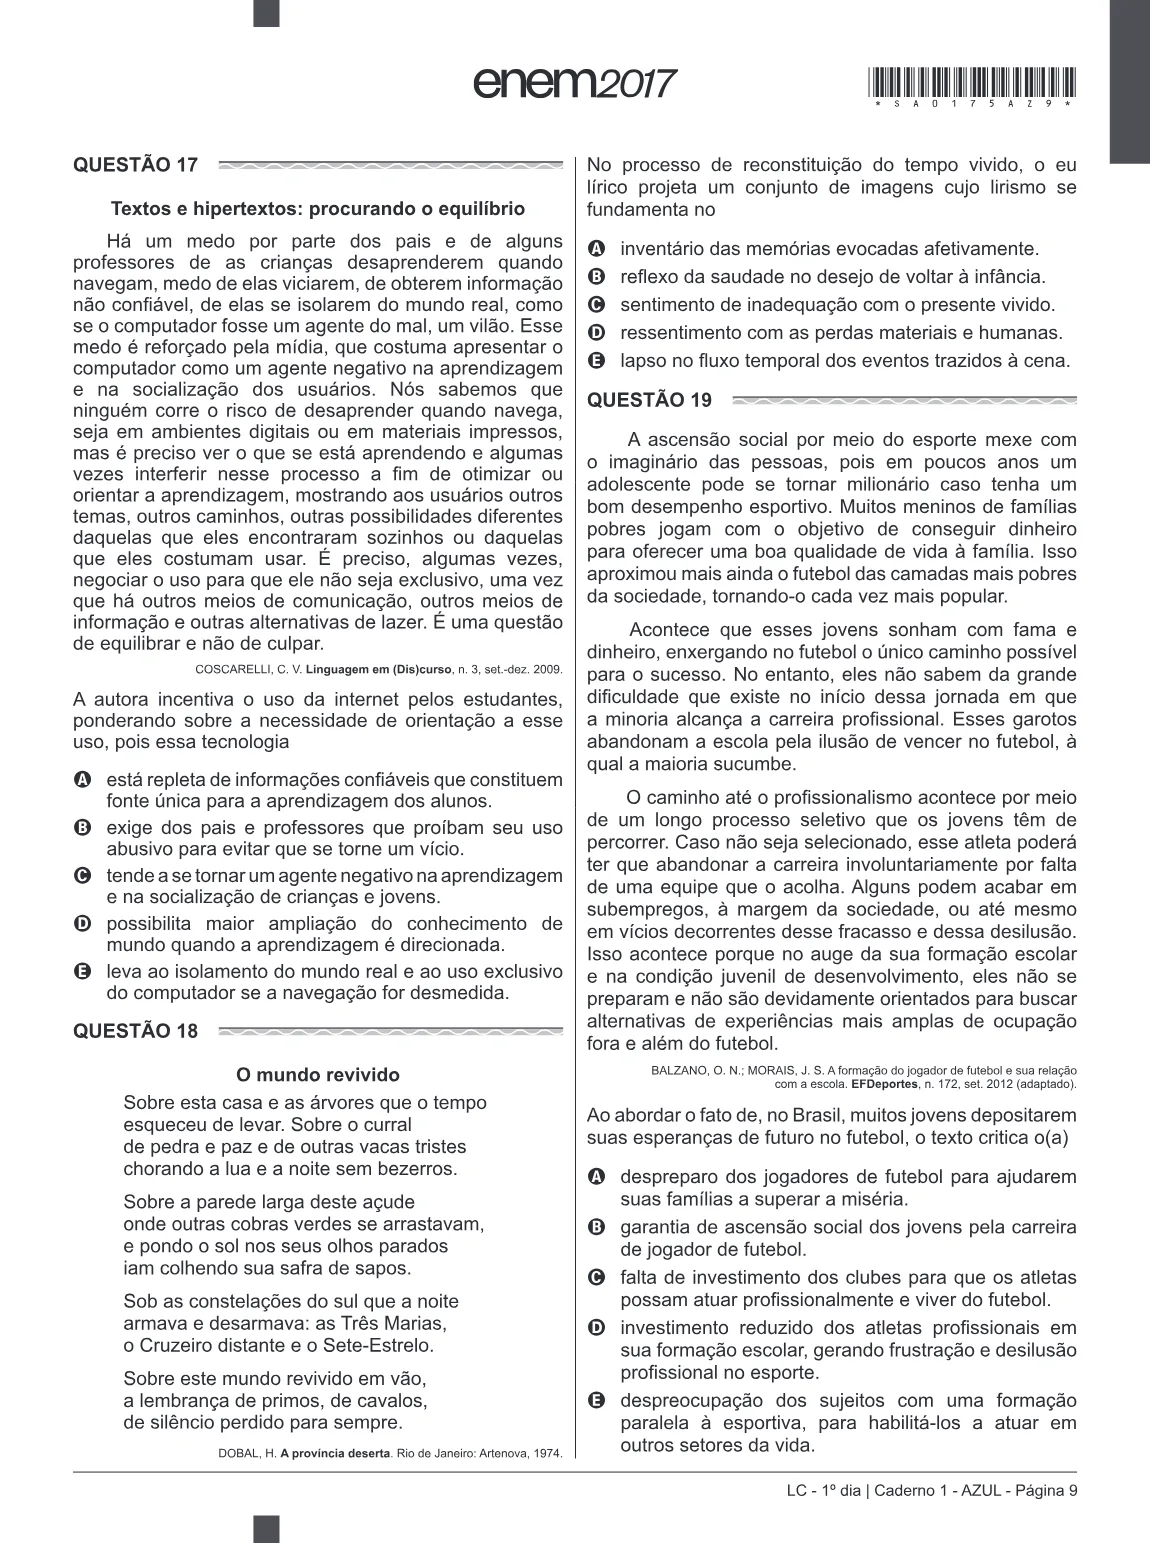 enem2017
*SA0175AZ9*
QUESTÃO 17
Textos e hipertextos: procurando o equilíbrio
Há um medo por parte dos pais e de alguns
professores de as crianças desaprenderem quando
navegam, medo de elas viciarem, de obterem informação
não confiável, de elas se isolarem do mundo real, como
se o computador fosse um agente do mal, um vilão. Esse
medo é reforçado pela mídia, que costuma apresentar o
computador como um agente negativo na aprendizagem
e na socialização dos usuários. Nós sabemos que
ninguém corre o risco de desaprender quando navega,
seja em ambientes digitais ou em materiais impressos,
mas é preciso ver o que se está aprendendo e algumas
vezes interferir nesse processo a fim de otimizar ou
orientar a aprendizagem, mostrando aos usuários outros
temas, outros caminhos, outras possibilidades diferentes
daquelas que eles encontraram sozinhos ou daquelas
que eles costumam usar. É preciso, algumas vezes,
negociar o uso para que ele não seja exclusivo, uma vez
que há outros meios de comunicação, outros meios de
informação e outras alternativas de lazer. É uma questão
de equilibrar e não de culpar.
COSCARELLI, C. V. Linguagem em (Dis)curso, n. 3, set.-dez. 2009.
A autora incentiva o uso da internet pelos estudantes,
ponderando sobre a necessidade de orientação a esse
uso, pois essa tecnologia
A está repleta de informações confiáveis que constituem
fonte única para a aprendizagem dos alunos.
B exige dos pais e professores que proíbam seu uso
abusivo para evitar que se torne um vício.
C tende a se tornar um agente negativo na aprendizagem
e na socialização de crianças e jovens.
D possibilita maior ampliação do conhecimento de
mundo quando a aprendizagem é direcionada.
E leva ao isolamento do mundo real e ao uso exclusivo
do computador se a navegação for desmedida.
QUESTÃO 18
O mundo revivido
Sobre esta casa e as árvores que o tempo
esqueceu de levar. Sobre o curral
de pedra e paz e de outras vacas tristes
chorando a lua e a noite sem bezerros.
Sobre a parede larga deste açude
onde outras cobras verdes se arrastavam,
e pondo o sol nos seus olhos parados
iam colhendo sua safra de sapos.
Sob as constelações do sul que a noite
armava e desarmava: as Três Marias,
o Cruzeiro distante e o Sete-Estrelo.
Sobre este mundo revivido em vão,
a lembrança de primos, de cavalos,
de silêncio perdido para sempre.
DOBAL, H. A província deserta. Rio de Janeiro: Artenova, 1974.
No processo de reconstituição do tempo vivido, o eu
lírico projeta um conjunto de imagens cujo lirismo se
fundamenta no
A inventário das memórias evocadas afetivamente.
B reflexo da saudade no desejo de voltar à infância.
C sentimento de inadequação com o presente vivido.
D ressentimento com as perdas materiais e humanas.
E lapso no fluxo temporal dos eventos trazidos à cena.
QUESTÃO 19
A ascensão social por meio do esporte mexe com
o imaginário das pessoas, pois em poucos anos um
adolescente pode se tornar milionário caso tenha um
bom desempenho esportivo. Muitos meninos de famílias
pobres jogam com o objetivo de conseguir dinheiro
para oferecer uma boa qualidade de vida à família. Isso
aproximou mais ainda o futebol das camadas mais pobres
da sociedade, tornando-o cada vez mais popular.
Acontece que esses jovens sonham com fama e
dinheiro, enxergando no futebol o único caminho possível
para o sucesso. No entanto, eles não sabem da grande
dificuldade que existe no início dessa jornada em que
a minoria alcança a carreira profissional. Esses garotos
abandonam a escola pela ilusão de vencer no futebol, à
qual a maioria sucumbe.
O caminho até o profissionalismo acontece por meio
de um longo processo seletivo que os jovens têm de
percorrer. Caso não seja selecionado, esse atleta poderá
ter que abandonar a carreira involuntariamente por falta
de uma equipe que o acolha. Alguns podem acabar em
subempregos, à margem da sociedade, ou até mesmo
em vícios decorrentes desse fracasso e dessa desilusão.
Isso acontece porque no auge da sua formação escolar
e na condição juvenil de desenvolvimento, eles não se
preparam e não são devidamente orientados para buscar
alternativas de experiências mais amplas de ocupação
fora e além do futebol.
BALZANO, O. N.; MORAIS, J. S. A formação do jogador de futebol e sua relação
com a escola. EFDeportes, n. 172, set. 2012 (adaptado).
Ao abordar o fato de, no Brasil, muitos jovens depositarem
suas esperanças de futuro no futebol, o texto critica o(a)
A despreparo dos jogadores de futebol para ajudarem
suas famílias a superar a miséria.
B garantia de ascensão social dos jovens pela carreira
de jogador de futebol.
C falta de investimento dos clubes para que os atletas
possam atuar profissionalmente e viver do futebol.
D investimento reduzido dos atletas profissionais em
sua formação escolar, gerando frustração e desilusão
profissional no esporte.
E despreocupação dos sujeitos com uma formação
paralela à esportiva, para habilitá-los a atuar em
outros setores da vida.
LC - 1º dia | Caderno 1 - AZUL - Página 9